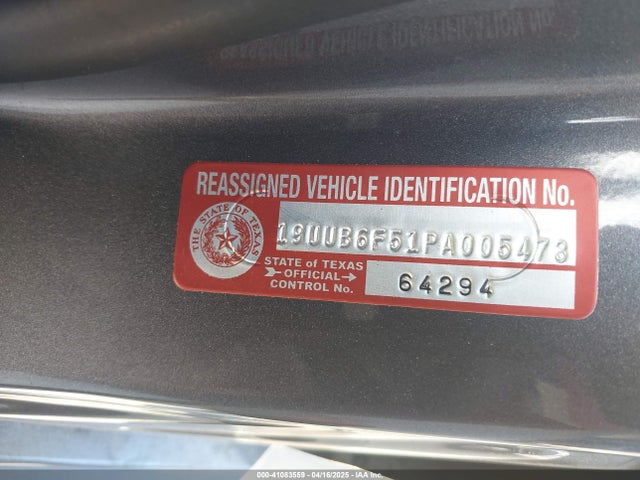 REASSIGNED VEHICLE IDENTIFICATION No.
THE STATE OF TEXAS
19UUB6F51PA005473
STATE of TEXAS
OFFICIAL
CONTROL No.
64294
000-41083559 - 04/16/2025 - IAA Inc.